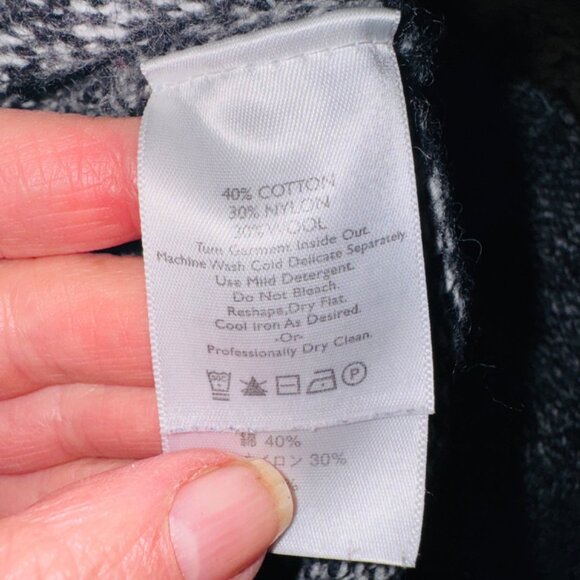 40% COTTON
30% NYLON
30% WOOL
Turn Garment Inside Out.
Machine Wash Cold Delicate Separately.
Use Mild Detergent.
Do Not Bleach.
Reshape,Dry Flat.
Cool Iron As Desired.
-Or-
Professionally Dry Clean.
P
綿 40%
イロン 30%